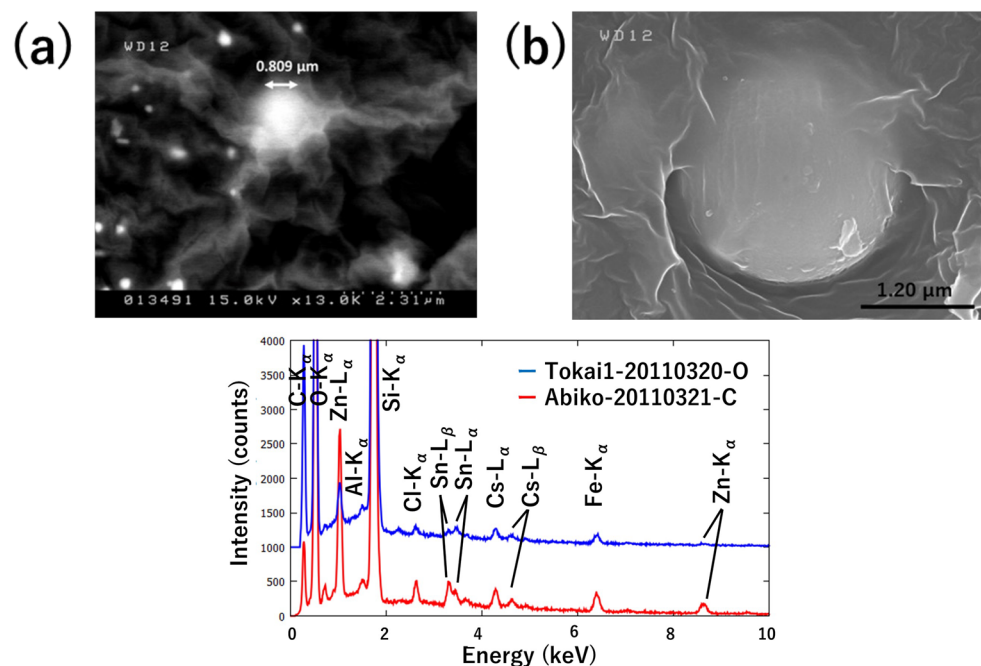 (a)
WD12
0.809 μm
013491 15.0kV x13.0K 2.31μm
(b)
WD12
1.20 μm
Intensity (counts)
4000
3500
3000
2500
2000
1500
1000
500
0
C-Kα
O-Kα
Zn-Lα
Al-Kα
Si-Kα
Cl-Kα
Sn-Lβ
Sn-Lα
Cs-Lα
Cs-Lβ
Fe-Kα
Zn-Kα
Tokai1-20110320-O
Abiko-20110321-C
0 2 4 6 8 10
Energy (keV)